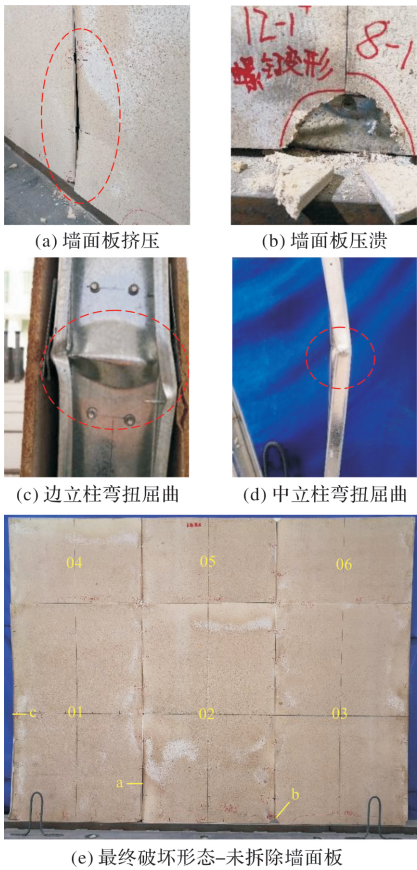 12-1
8-1
螺钉变形
(a) 墙面板挤压
(b) 墙面板压溃
(c) 边立柱弯扭屈曲
(d) 中立柱弯扭屈曲
04
05
06
c
01
02
03
a
b
(e) 最终破坏形态–未拆除墙面板